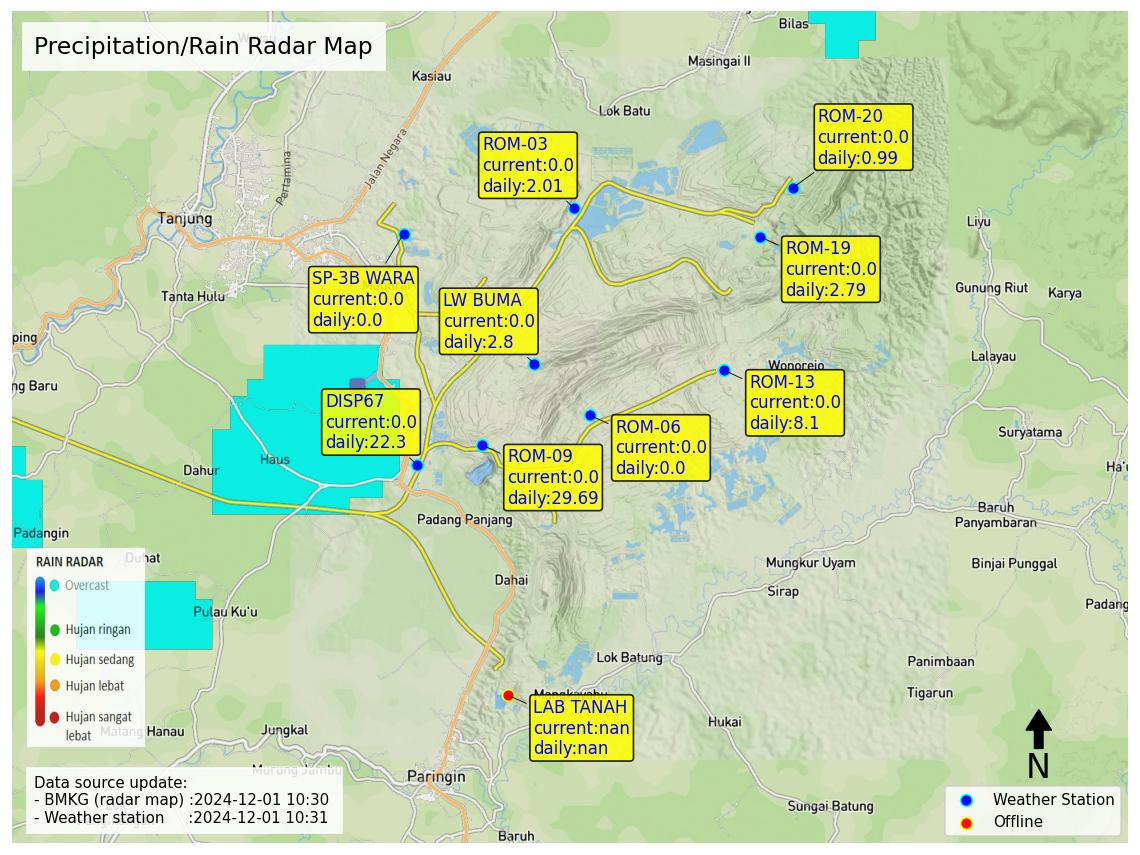 Precipitation/Rain Radar Map
Bilas
Masingai II
Kasiau
Lok Batu
Jalan Negara
Pertamina
Tanjung
Tanta Hulu
ROM-03
current:0.0
daily:2.01
ROM-20
current:0.0
daily:0.99
ROM-19
current:0.0
daily:2.79
SP-3B WARA
current:0.0
daily:0.0
LW BUMA
current:0.0
daily:2.8
Liyu
Gunung Riut
Karya
Lalayau
Suryatama
ping
ng Baru
Wonorejo
ROM-13
current:0.0
daily:8.1
DISP67
current:0.0
daily:22.3
ROM-06
current:0.0
daily:0.0
ROM-09
current:0.0
daily:29.69
Dahur
Haus
Ha'u
Padangin
Padang Panjang
Baruh
Panyambaran
Duhat
Dahai
Mungkur Uyam
Binjai Punggal
Sirap
Padang
Pulau Ku'u
RAIN RADAR
Overcast
Hujan ringan
Hujan sedang
Hujan lebat
Hujan sangat
lebat
Lok Batung
Panimbaan
Tigarun
Mangkayahu
LAB TANAH
current:nan
daily:nan
Matang Hanau
Jungkal
Hukai
Murung Jambu
Paringin
Sungai Batung
Baruh
Data source update:
- BMKG (radar map) :2024-12-01 10:30
- Weather station :2024-12-01 10:31
N
Weather Station
Offline